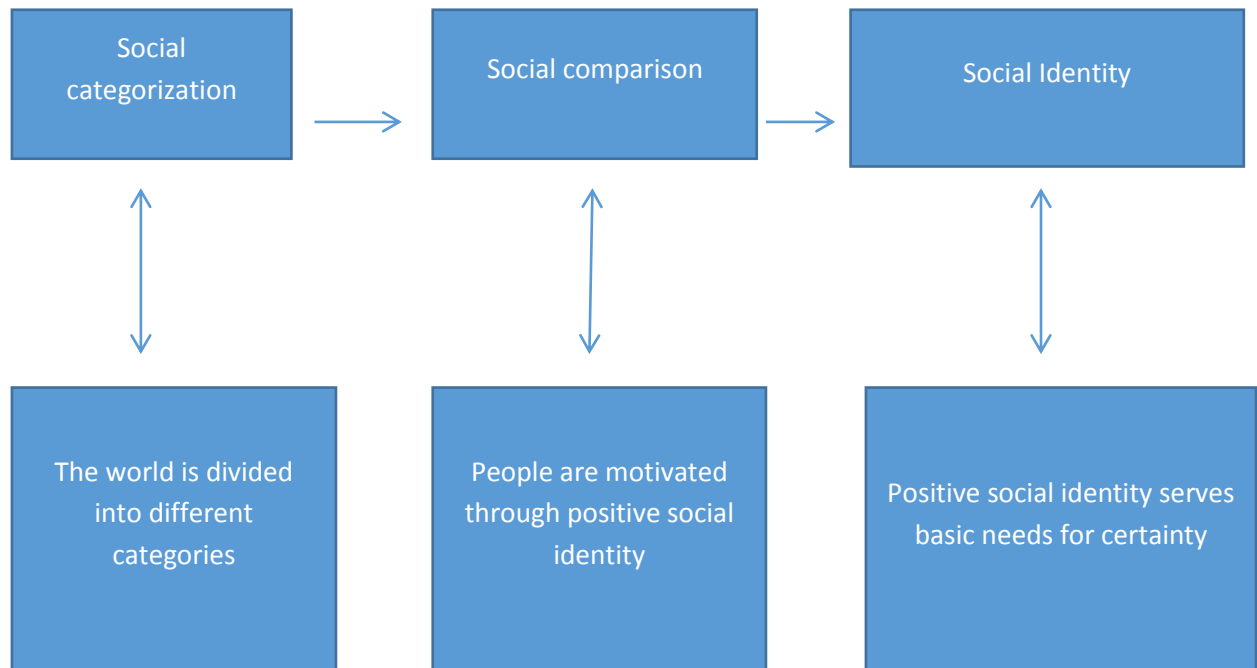 Social
categorization
Social comparison
Social Identity
The world is divided
into different
categories
People are motivated
through positive social
identity
Positive social identity serves
basic needs for certainty